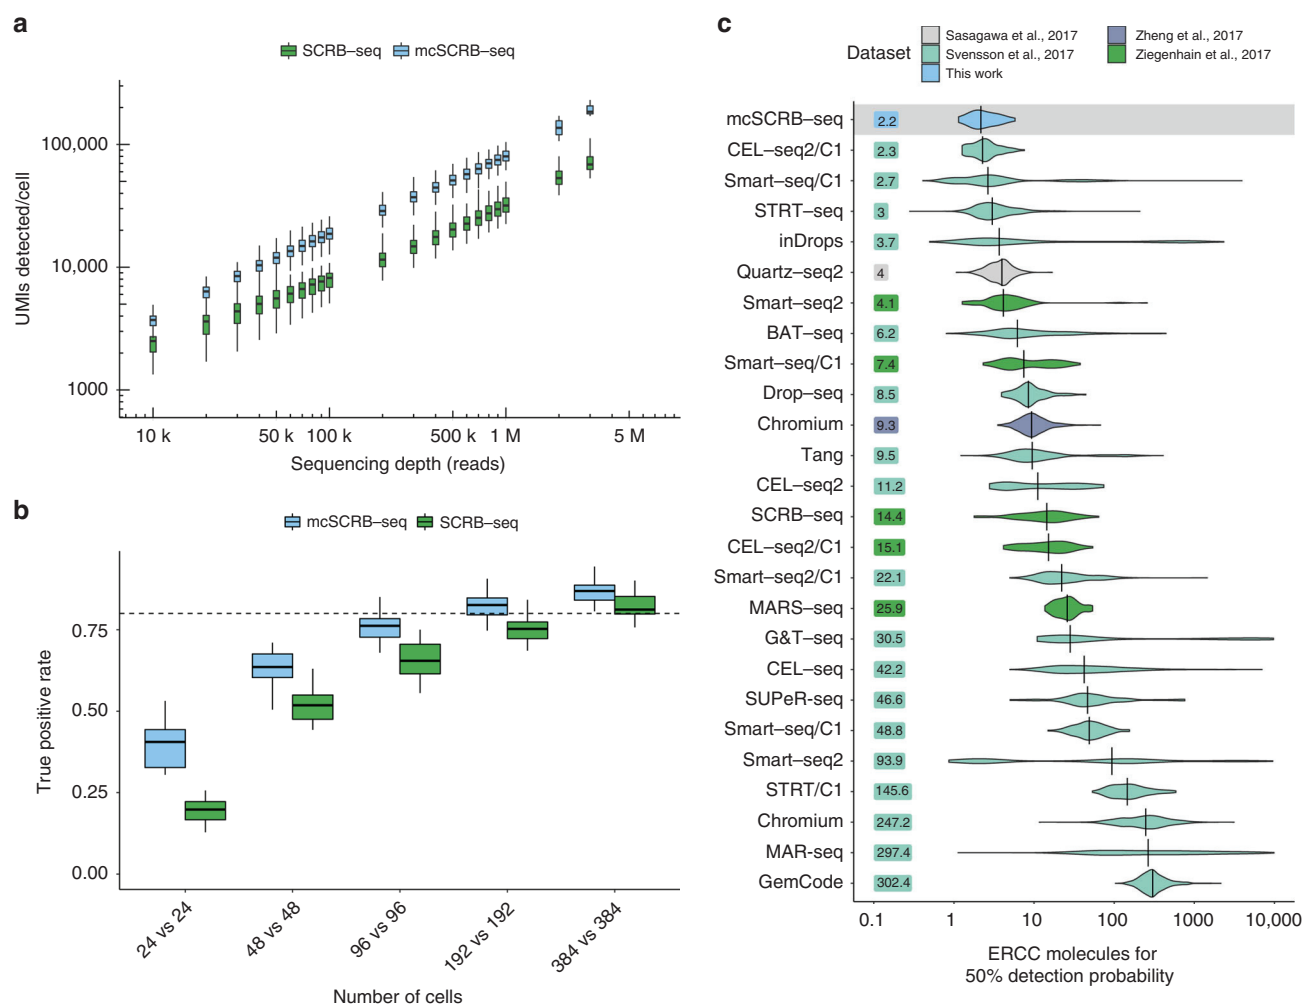 a
SCRB–seq mcSCRB–seq
UMIs detected/cell
100,000
10,000
1000
10 k 50 k 100 k 500 k 1 M 5 M
Sequencing depth (reads)
b
mcSCRB–seq SCRB–seq
True positive rate
0.75
0.50
0.25
0.00
24 vs 24
48 vs 48
96 vs 96
192 vs 192
384 vs 384
Number of cells
c
Dataset
Sasagawa et al., 2017
Svensson et al., 2017
This work
Zheng et al., 2017
Ziegenhain et al., 2017
mcSCRB–seq 2.2
CEL–seq2/C1 2.3
Smart–seq/C1 2.7
STRT–seq 3
inDrops 3.7
Quartz–seq2 4
Smart–seq2 4.1
BAT–seq 6.2
Smart–seq/C1 7.4
Drop–seq 8.5
Chromium 9.3
Tang 9.5
CEL–seq2 11.2
SCRB–seq 14.4
CEL–seq2/C1 15.1
Smart–seq2/C1 22.1
MARS–seq 25.9
G&T–seq 30.5
CEL–seq 42.2
SUPeR-seq 46.6
Smart–seq/C1 48.8
Smart–seq2 93.9
STRT/C1 145.6
Chromium 247.2
MAR-seq 297.4
GemCode 302.4
0.1 1 10 100 1000 10,000
ERCC molecules for
50% detection probability